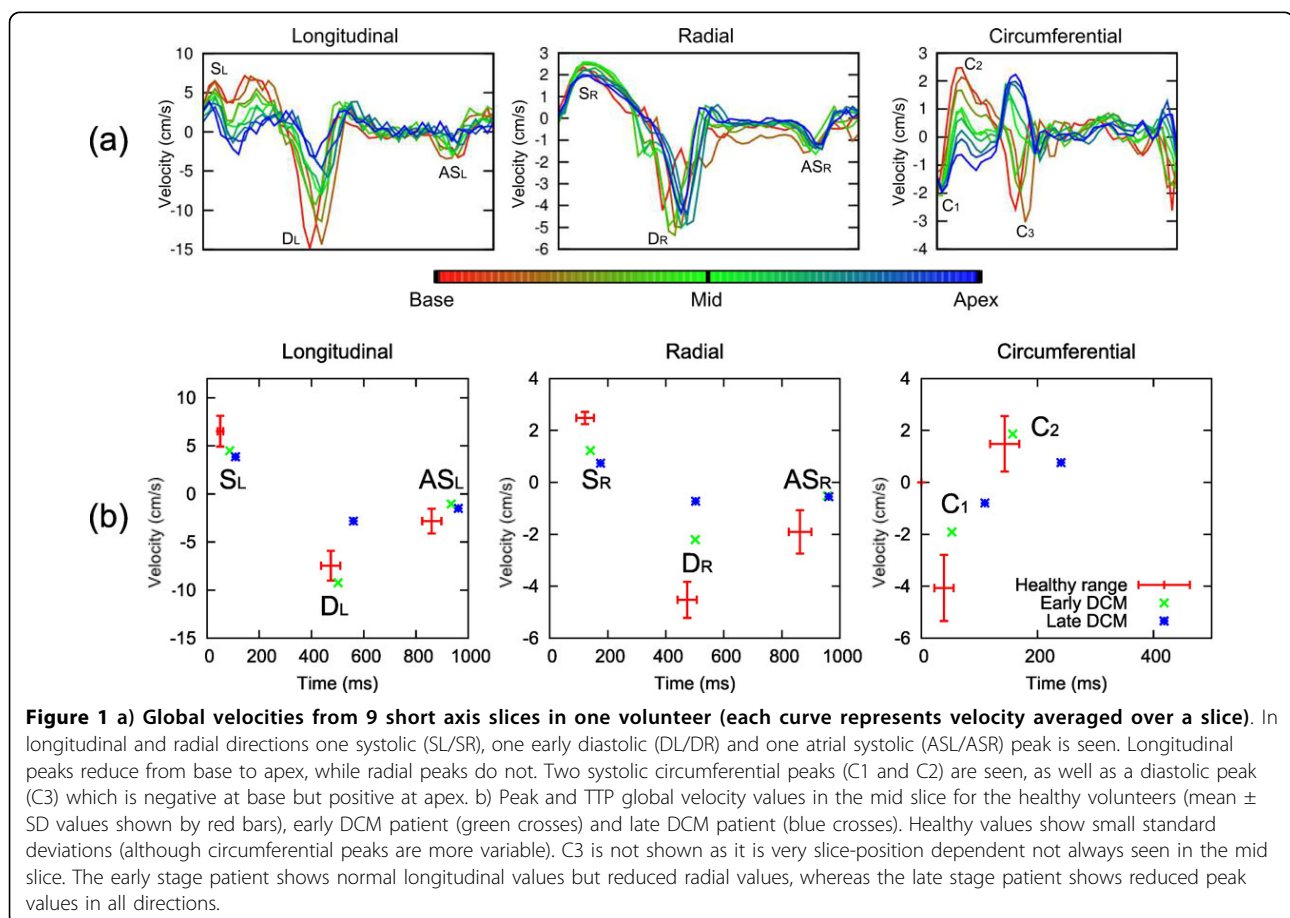 Longitudinal
Radial
Circumferential
(a)
Velocity (cm/s)
10
5
0
-5
-10
-15
SL
DL
ASL
Velocity (cm/s)
3
2
1
0
-1
-2
-3
-4
-5
-6
SR
DR
ASR
Velocity (cm/s)
3
2
1
0
-1
-2
-3
-4
C1
C2
C3
Base
Mid
Apex
(b)
Longitudinal
Radial
Circumferential
Velocity (cm/s)
10
5
0
-5
-10
-15
SL
DL
ASL
0 200 400 600 800 1000
Time (ms)
Velocity (cm/s)
4
2
0
-2
-4
-6
SR
DR
ASR
0 200 400 600 800 1000
Time (ms)
Velocity (cm/s)
4
2
0
-2
-4
-6
C1
C2
Healthy range
Early DCM
Late DCM
0 200 400
Time (ms)
Figure 1 a) Global velocities from 9 short axis slices in one volunteer (each curve represents velocity averaged over a slice). In
longitudinal and radial directions one systolic (SL/SR), one early diastolic (DL/DR) and one atrial systolic (ASL/ASR) peak is seen. Longitudinal
peaks reduce from base to apex, while radial peaks do not. Two systolic circumferential peaks (C1 and C2) are seen, as well as a diastolic peak
(C3) which is negative at base but positive at apex. b) Peak and TTP global velocity values in the mid slice for the healthy volunteers (mean ±
SD values shown by red bars), early DCM patient (green crosses) and late DCM patient (blue crosses). Healthy values show small standard
deviations (although circumferential peaks are more variable). C3 is not shown as it is very slice-position dependent not always seen in the mid
slice. The early stage patient shows normal longitudinal values but reduced radial values, whereas the late stage patient shows reduced peak
values in all directions.